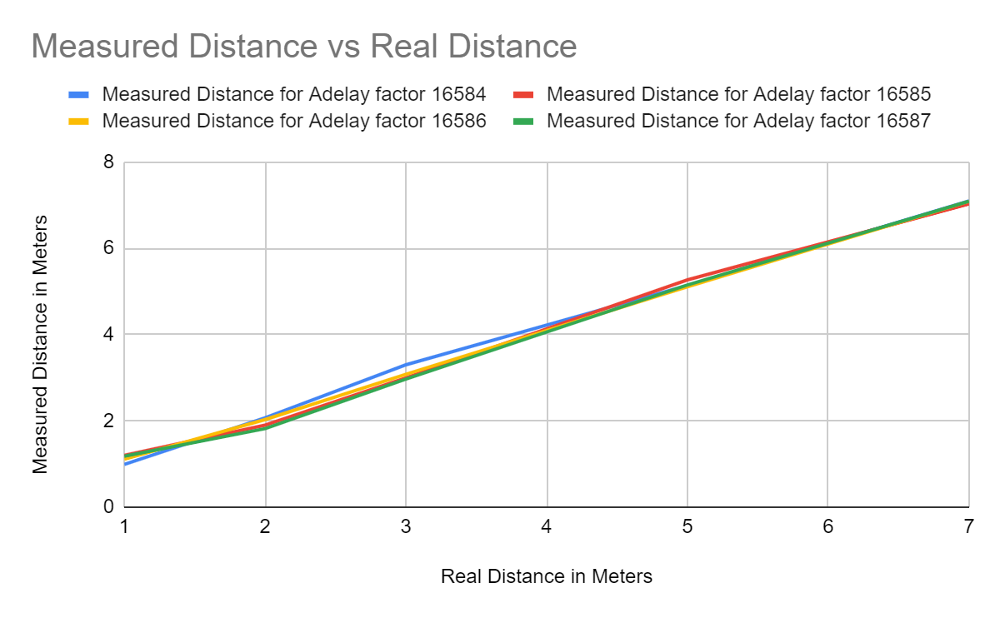 Measured Distance vs Real Distance
Measured Distance for Adelay factor 16584
Measured Distance for Adelay factor 16585
Measured Distance for Adelay factor 16586
Measured Distance for Adelay factor 16587
Measured Distance in Meters
8
6
4
2
0
1 2 3 4 5 6 7
Real Distance in Meters